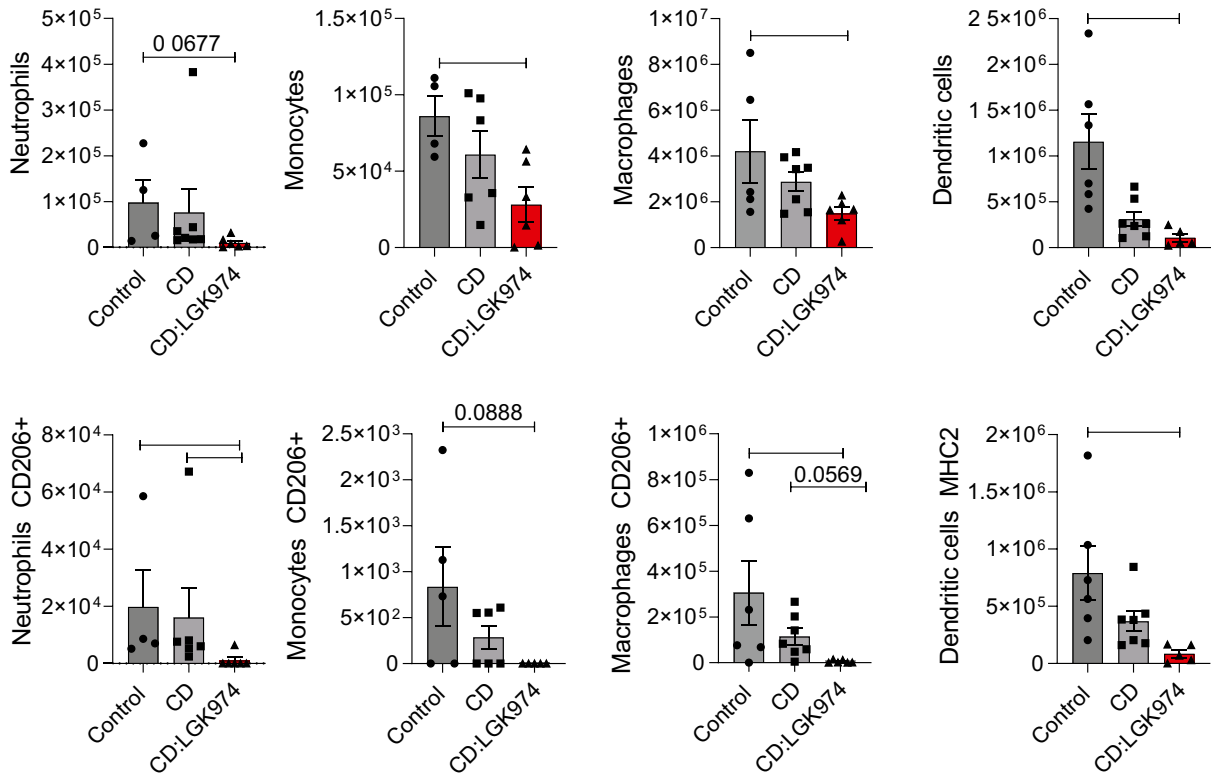 Neutrophils
5×10⁵
4×10⁵
3×10⁵
2×10⁵
1×10⁵
0
0 0677
Control
CD
CD:LGK974
Monocytes
1.5×10⁵
1×10⁵
5×10⁴
0
Control
CD
CD:LGK974
Macrophages
1×10⁷
8×10⁶
6×10⁶
4×10⁶
2×10⁶
0
Control
CD
CD:LGK974
Dendritic cells
2 5×10⁶
2×10⁶
1×10⁶
1×10⁶
5×10⁵
0
Control
CD
CD:LGK974
Neutrophils CD206+
8×10⁴
6×10⁴
4×10⁴
2×10⁴
0
Control
CD
CD:LGK974
Monocytes CD206+
2.5×10³
2×10³
1×10³
1×10³
5×10²
0
0.0888
Control
CD
CD:LGK974
Macrophages CD206+
1×10⁶
8×10⁵
6×10⁵
4×10⁵
2×10⁵
0
0.0569
Control
CD
CD:LGK974
Dendritic cells MHC2
2×10⁶
1×10⁶
1×10⁶
5×10⁵
0
Control
CD
CD:LGK974